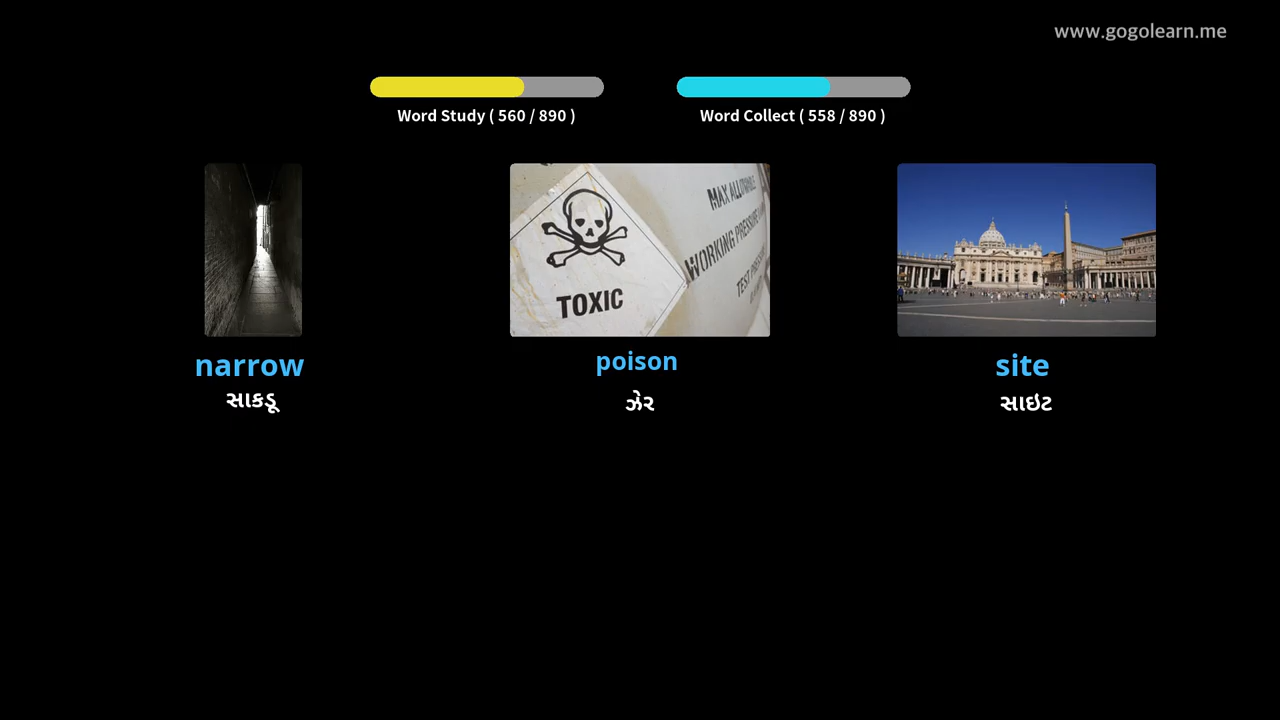 www.gogolearn.me
Word Study ( 560 / 890 )
Word Collect ( 558 / 890 )
MAX ALLOWABLE
WORKING PRESSURE
TEST
TOXIC
narrow
poison
site
સાકડૂ
ઝેર
સાઇટ